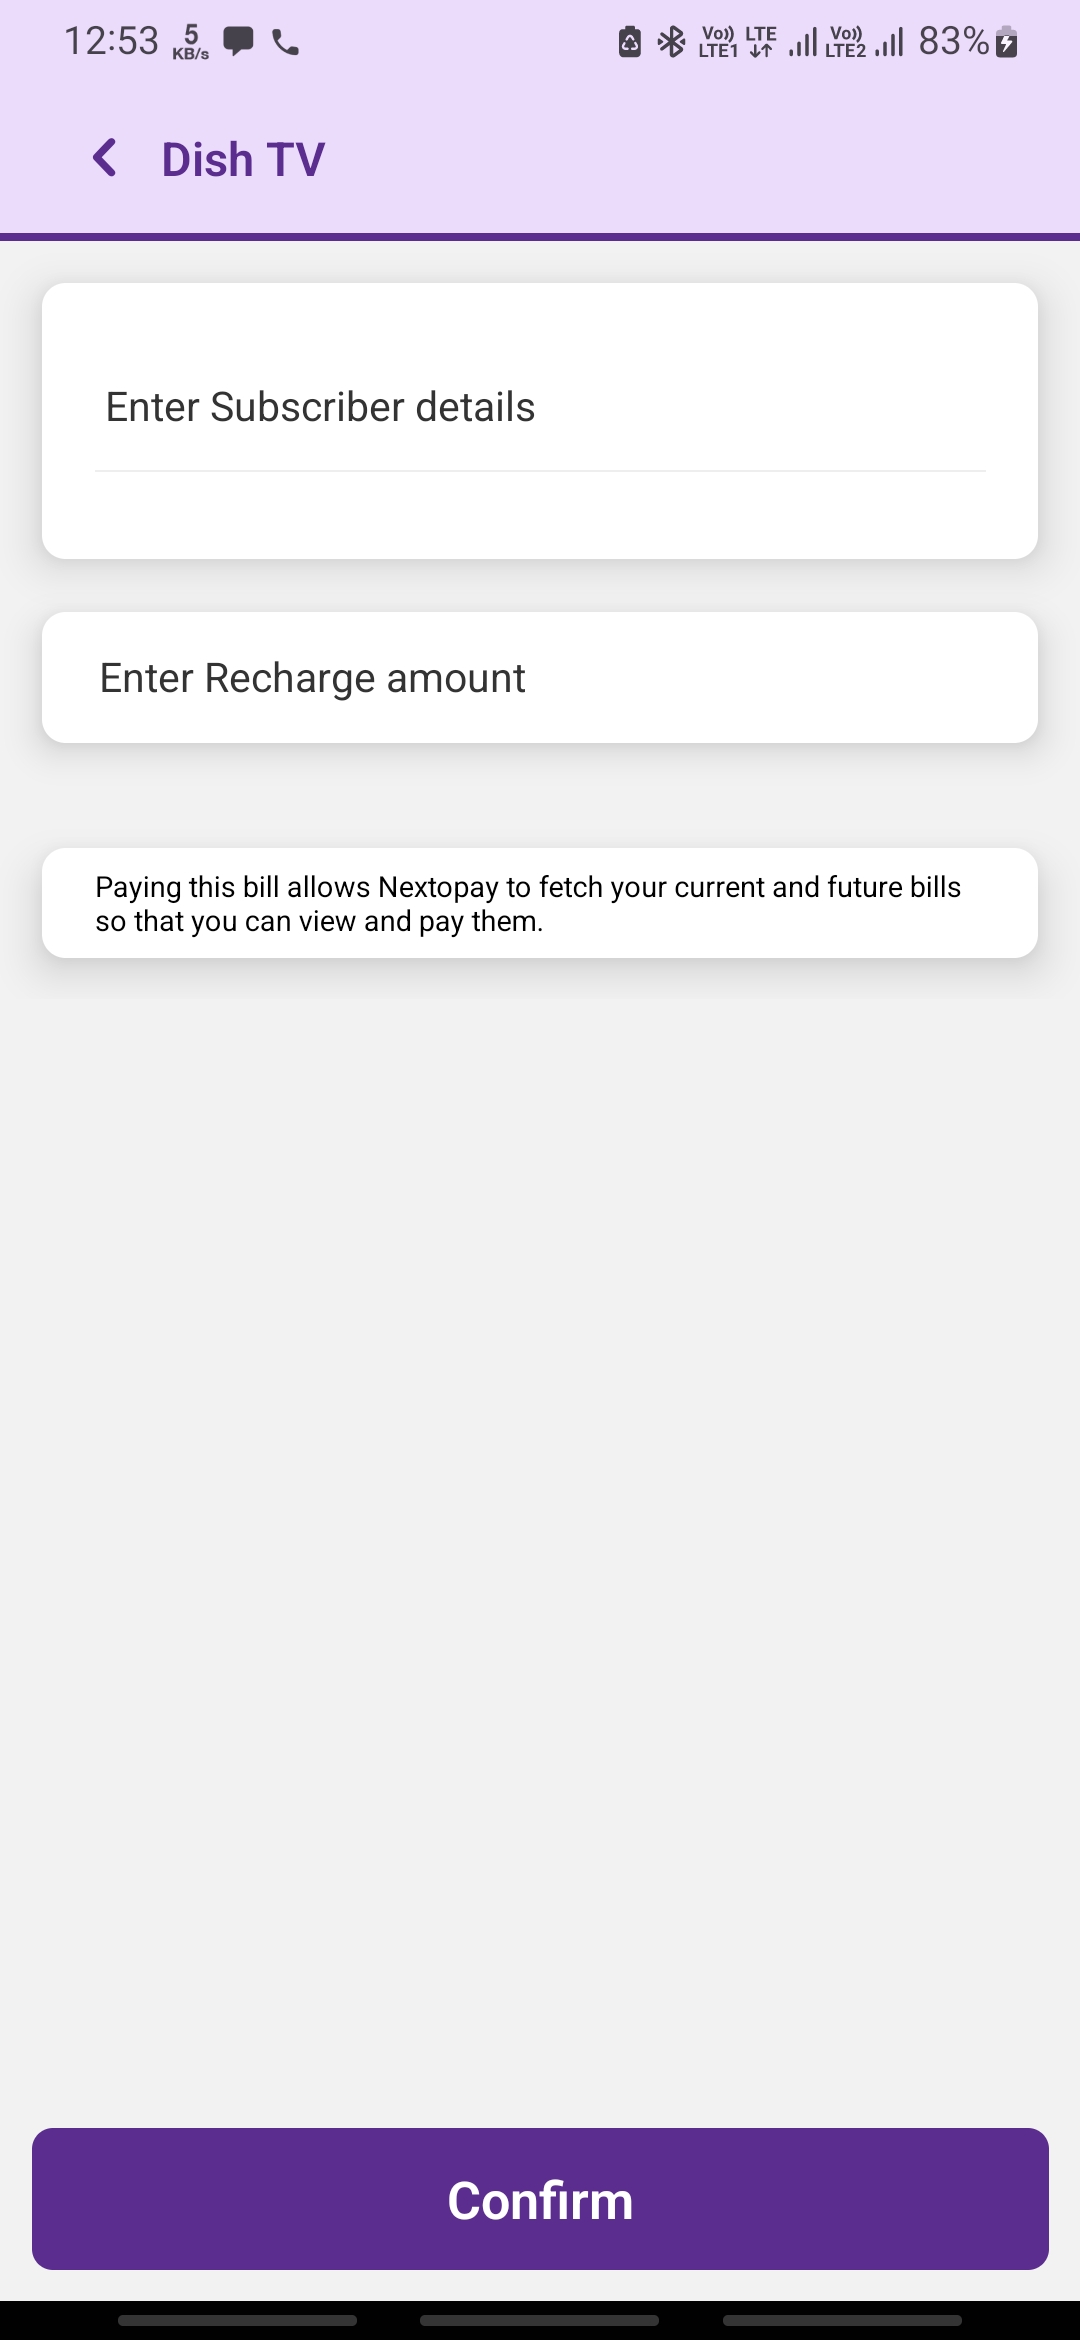 12:53 5 KB/s Vo)) LTE1 LTE Vo)) LTE2 83%
Dish TV
Enter Subscriber details
Enter Recharge amount
Paying this bill allows Nextopay to fetch your current and future bills
so that you can view and pay them.
Confirm